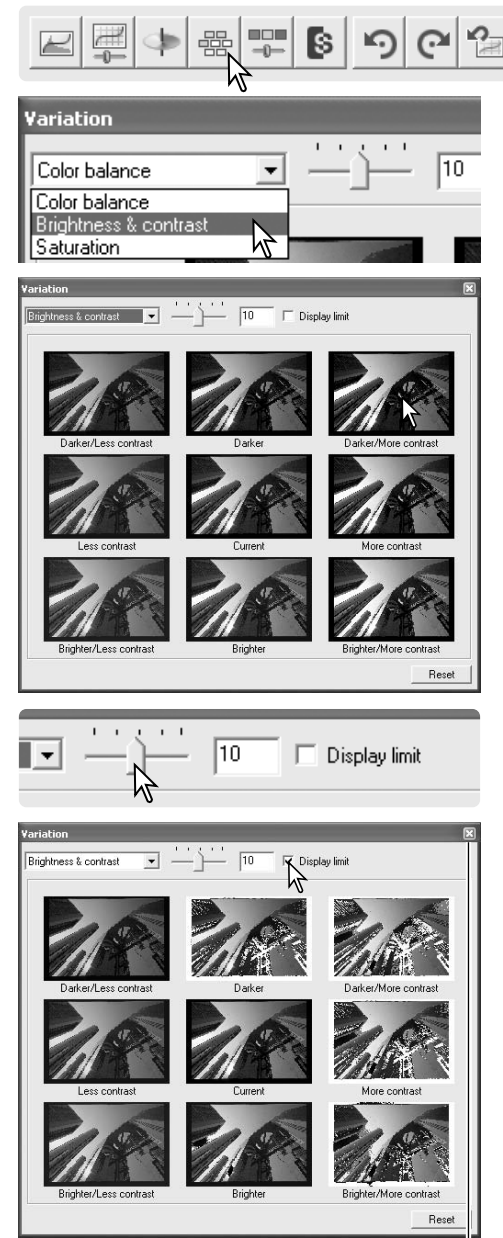 Variation
Color balance
10
Color balance
Brightness & contrast
Saturation
Variation
Brightness & contrast 10 Display limit
Darker/Less contrast Darker Darker/More contrast
Less contrast Current More contrast
Brighter/Less contrast Brighter Brighter/More contrast
Reset
10 Display limit
Variation
Brightness & contrast 10 Display limit
Darker/Less contrast Darker Darker/More contrast
Less contrast Current More contrast
Brighter/Less contrast Brighter Brighter/More contrast
Reset